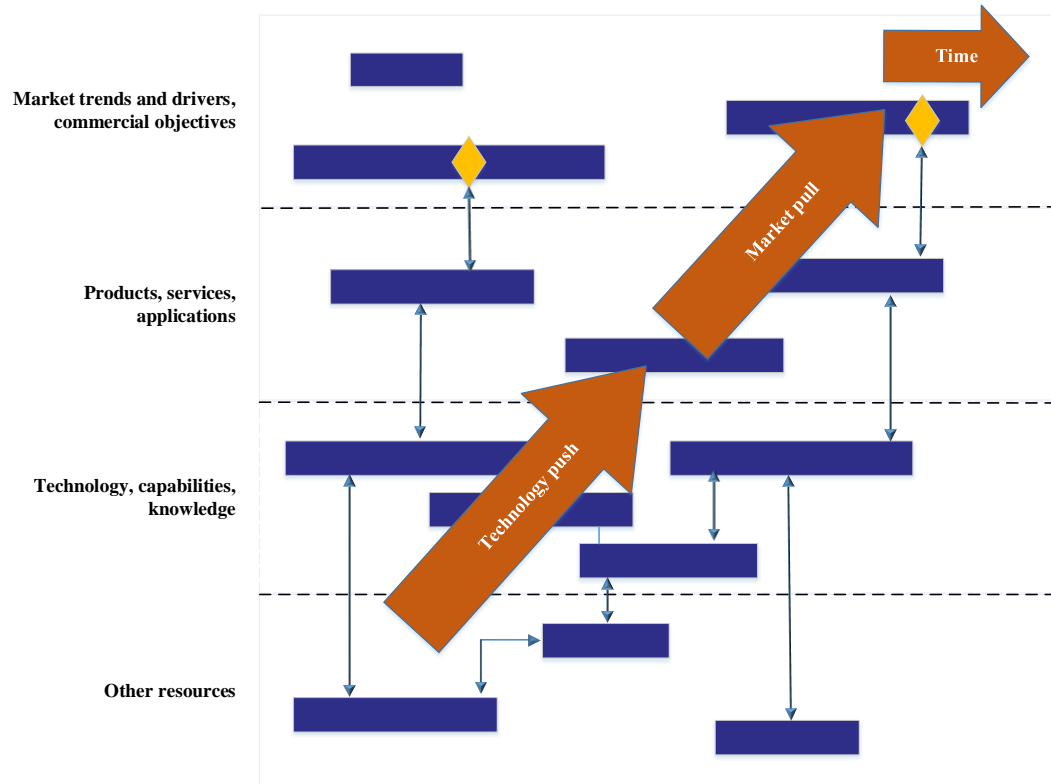 Time
Market trends and drivers,
commercial objectives
Market pull
Products, services,
applications
Technology push
Technology, capabilities,
knowledge
Other resources